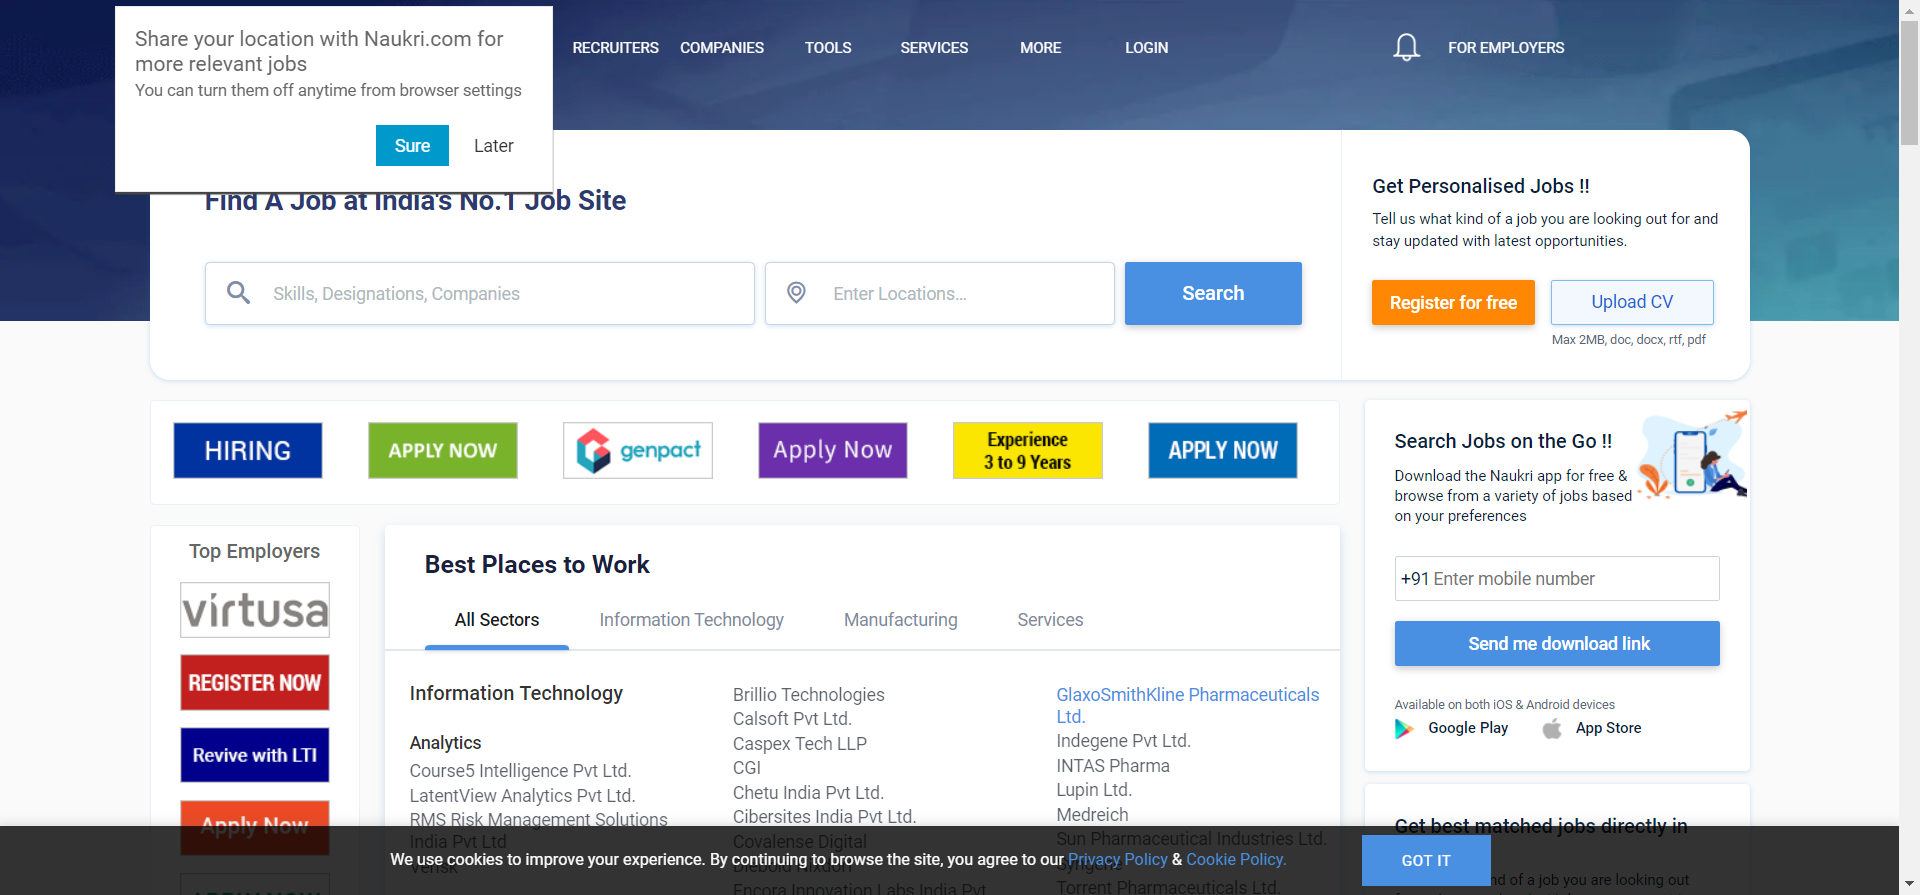 Share your location with Naukri.com for
more relevant jobs
You can turn them off anytime from browser settings
Sure
Later
RECRUITERS
COMPANIES
TOOLS
SERVICES
MORE
LOGIN
FOR EMPLOYERS
Find A Job at India's No.1 Job Site
Skills, Designations, Companies
Enter Locations...
Search
Get Personalised Jobs !!
Tell us what kind of a job you are looking out for and
stay updated with latest opportunities.
Register for free
Upload CV
Max 2MB, doc, docx, rtf, pdf
HIRING
APPLY NOW
genpact
Apply Now
Experience
3 to 9 Years
APPLY NOW
Search Jobs on the Go !!
Download the Naukri app for free &
browse from a variety of jobs based
on your preferences
+91 Enter mobile number
Send me download link
Available on both iOS & Android devices
Google Play
App Store
Top Employers
virtusa
REGISTER NOW
Revive with LTI
Apply Now
Best Places to Work
All Sectors
Information Technology
Manufacturing
Services
Information Technology
Analytics
Course5 Intelligence Pvt Ltd.
LatentView Analytics Pvt Ltd.
RMS Risk Management Solutions
India Pvt Ltd
Verisk
Brillio Technologies
Calsoft Pvt Ltd.
Caspex Tech LLP
CGI
Chetu India Pvt Ltd.
Cibersites India Pvt Ltd.
Covalense Digital
Diebold Nixdorf
Encora Innovation Labs India Pvt
GlaxoSmithKline Pharmaceuticals
Ltd.
Indegene Pvt Ltd.
INTAS Pharma
Lupin Ltd.
Medreich
Sun Pharmaceutical Industries Ltd.
Syngene
Torrent Pharmaceuticals Ltd.
Get best matched jobs directly in
nd of a job you are looking out
We use cookies to improve your experience. By continuing to browse the site, you agree to our Privacy Policy & Cookie Policy.
GOT IT